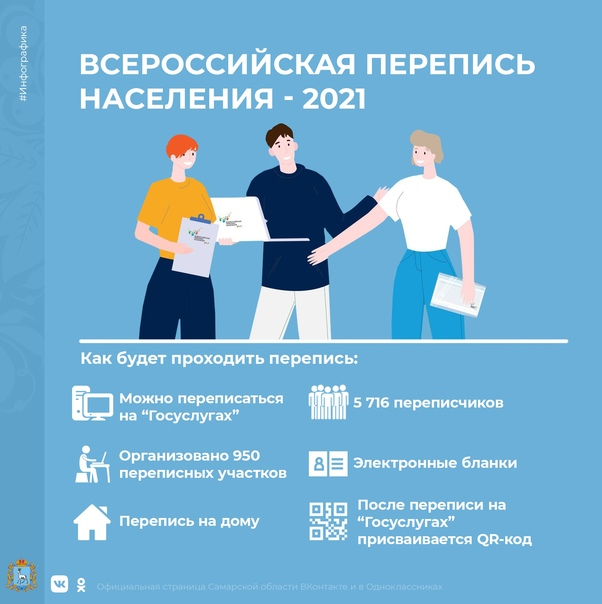 #Инфографика
ВСЕРОССИЙСКАЯ ПЕРЕПИСЬ
НАСЕЛЕНИЯ - 2021
Как будет проходить перепись:
Можно переписаться
на “Госуслугах”
5 716 переписчиков
Организовано 950
переписных участков
Электронные бланки
Перепись на дому
После переписи на
“Госуслугах”
присваивается QR-код
Официальная страница Самарской области ВКонтакте и в Одноклассниках